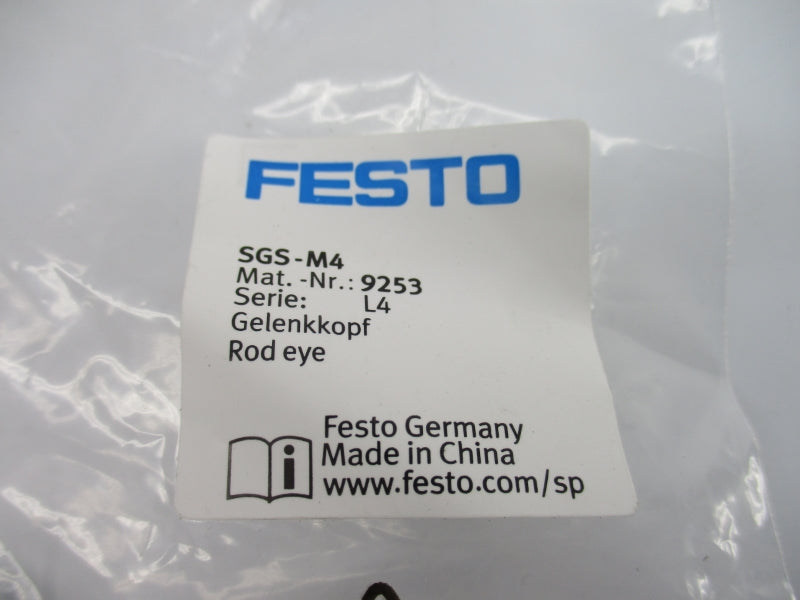 FESTO
SGS-M4
Mat. -Nr.: 9253
Serie: L4
Gelenkkopf
Rod eye
i
Festo Germany
Made in China
www.festo.com/sp